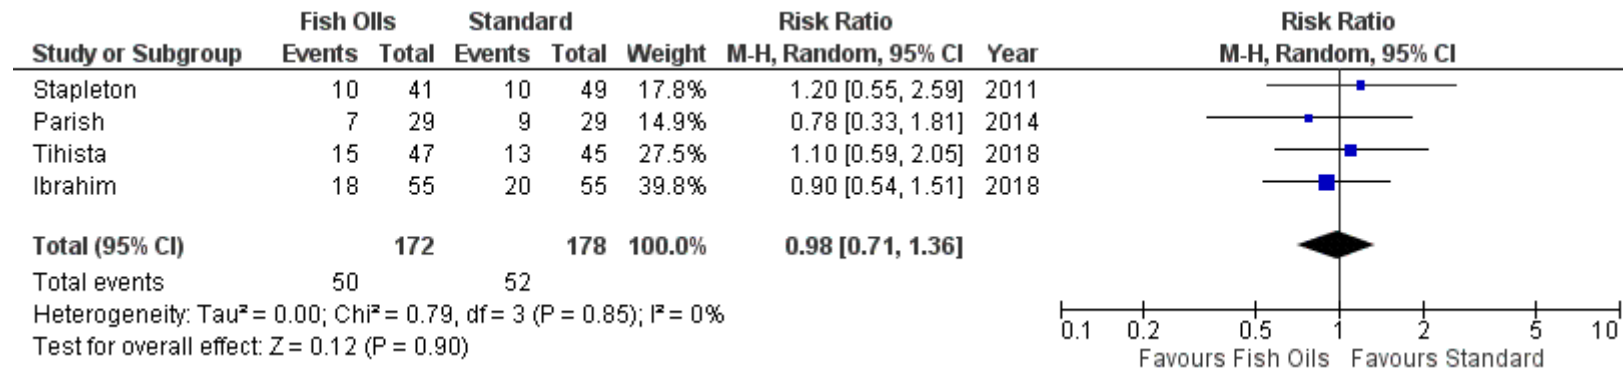 Fish Oils Standard Risk Ratio Risk Ratio
Study or Subgroup Events Total Events Total Weight M-H, Random, 95% CI Year M-H, Random, 95% CI
Stapleton 10 41 10 49 17.8% 1.20 [0.55, 2.59] 2011
Parish 7 29 9 29 14.9% 0.78 [0.33, 1.81] 2014
Tihista 15 47 13 45 27.5% 1.10 [0.59, 2.05] 2018
Ibrahim 18 55 20 55 39.8% 0.90 [0.54, 1.51] 2018
Total (95% CI) 172 178 100.0% 0.98 [0.71, 1.36]
Total events 50 52
Heterogeneity: Tau² = 0.00; Chi² = 0.79, df = 3 (P = 0.85); I² = 0%
Test for overall effect: Z = 0.12 (P = 0.90)
0.1 0.2 0.5 1 2 5 10
Favours Fish Oils Favours Standard